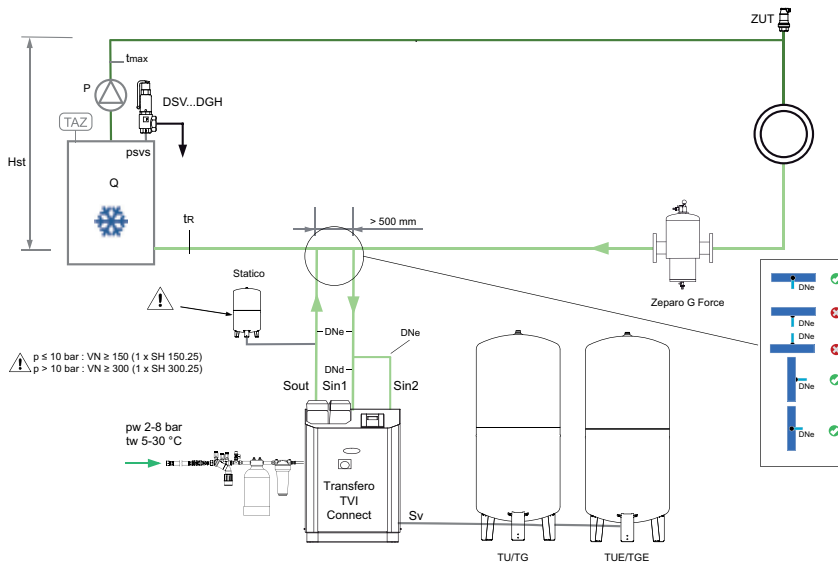 ZUT
tmax
P
DSV...DGH
TAZ
psvs
Hst
Q
tR
> 500 mm
Zeparo G Force
Statico
DNe
DNe
DNe
DNe
DNe
DNe
DNe
DNd
p ≤ 10 bar : VN ≥ 150 (1 x SH 150.25)
p > 10 bar : VN ≥ 300 (1 x SH 300.25)
Sout
Sin1
Sin2
pw 2-8 bar
tw 5-30 °C
Transfero
TVI
Connect
Sv
TU/TG
TUE/TGE